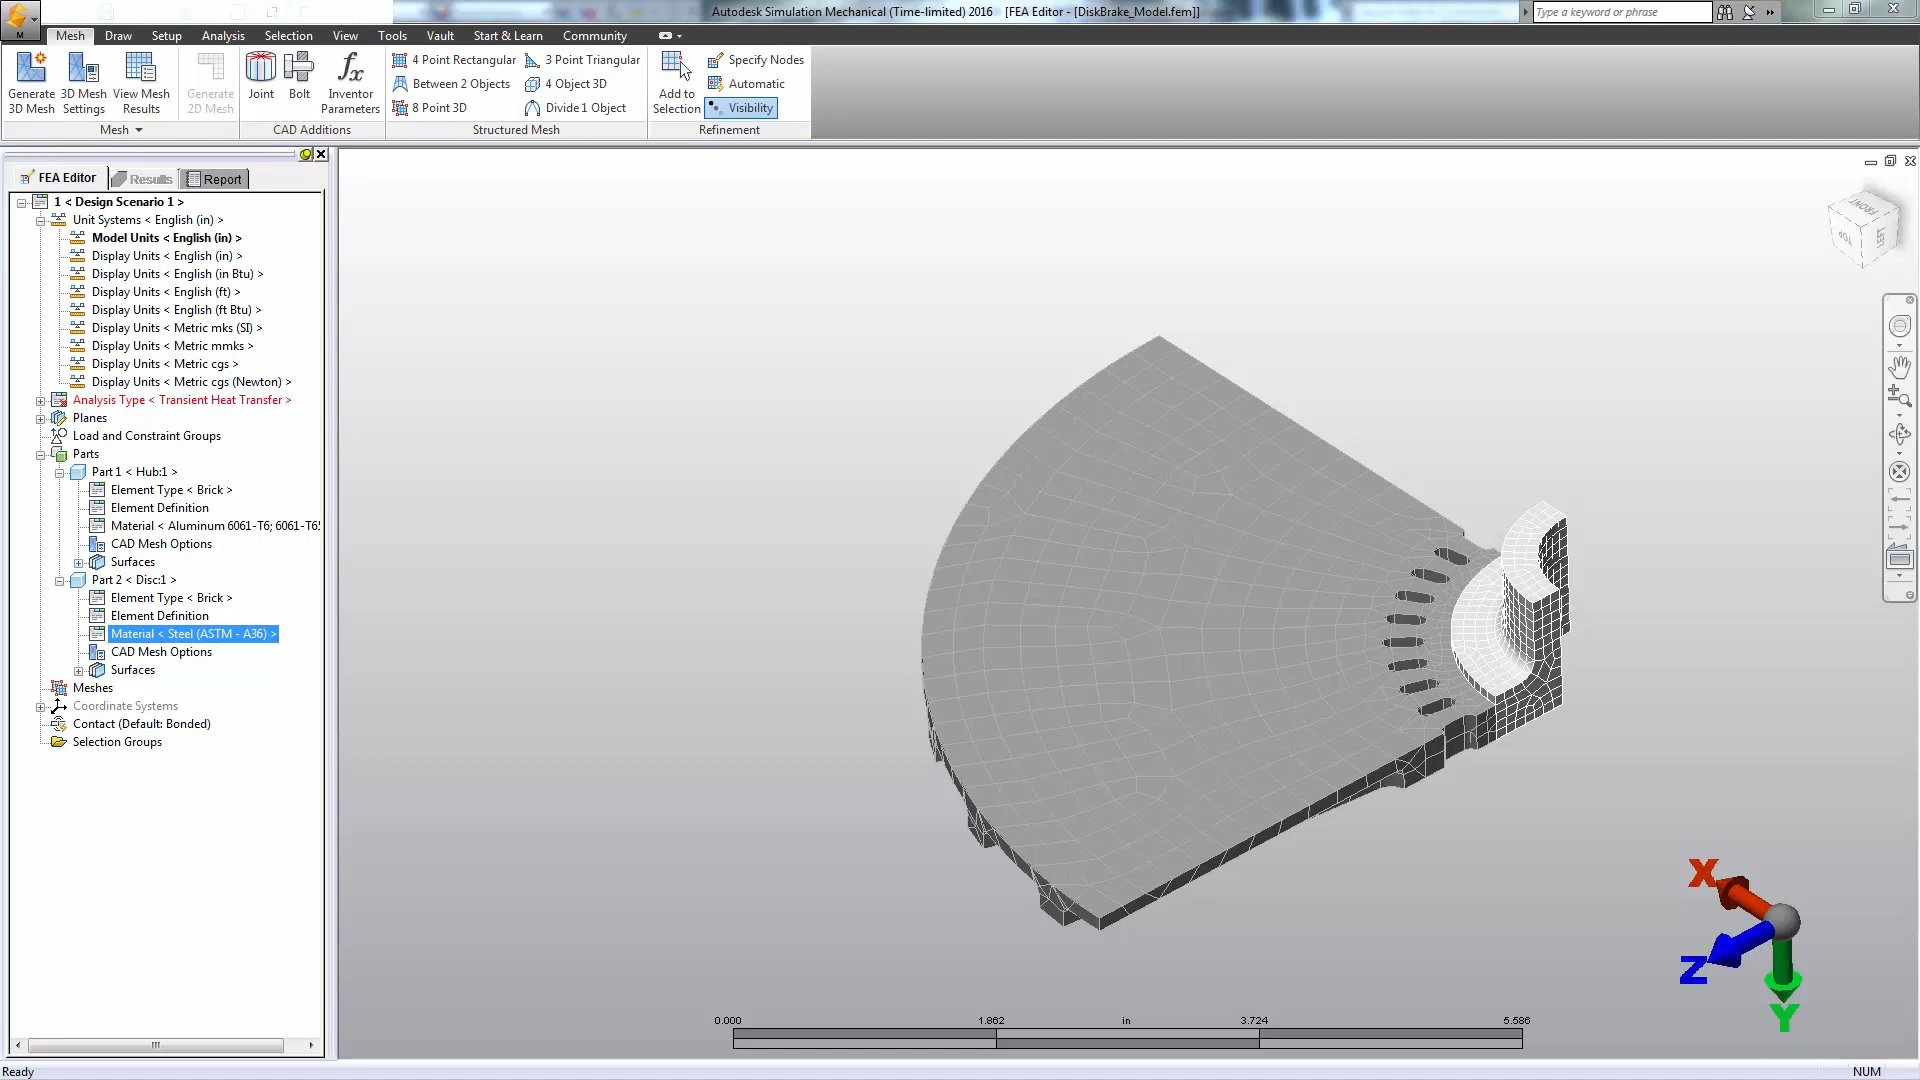 Autodesk Simulation Mechanical (Time-limited) 2016 [FEA Editor - [DiskBrake_Model.fem]]
Type a keyword or phrase
M
Mesh Draw Setup Analysis Selection View Tools Vault Start & Learn Community
Generate 3D Mesh
3D Mesh Settings
View Mesh Results
Generate 2D Mesh
Mesh
Joint
Bolt
fx
Inventor Parameters
CAD Additions
4 Point Rectangular
Between 2 Objects
8 Point 3D
3 Point Triangular
4 Object 3D
Divide 1 Object
Structured Mesh
Add to Selection
Specify Nodes
Automatic
Visibility
Refinement
FEA Editor Results Report
1 < Design Scenario 1 >
Unit Systems < English (in) >
Model Units < English (in) >
Display Units < English (in) >
Display Units < English (in Btu) >
Display Units < English (ft) >
Display Units < English (ft Btu) >
Display Units < Metric mks (SI) >
Display Units < Metric mmks >
Display Units < Metric cgs >
Display Units < Metric cgs (Newton) >
Analysis Type < Transient Heat Transfer >
Planes
Load and Constraint Groups
Parts
Part 1 < Hub:1 >
Element Type < Brick >
Element Definition
Material < Aluminum 6061-T6; 6061-T6
CAD Mesh Options
Surfaces
Part 2 < Disc:1 >
Element Type < Brick >
Element Definition
Material < Steel (ASTM - A36) >
CAD Mesh Options
Surfaces
Meshes
Coordinate Systems
Contact (Default: Bonded)
Selection Groups
FRONT
TOP
LEFT
X
Z
Y
0.000 1.862 in 3.724 5.586
Ready
NUM